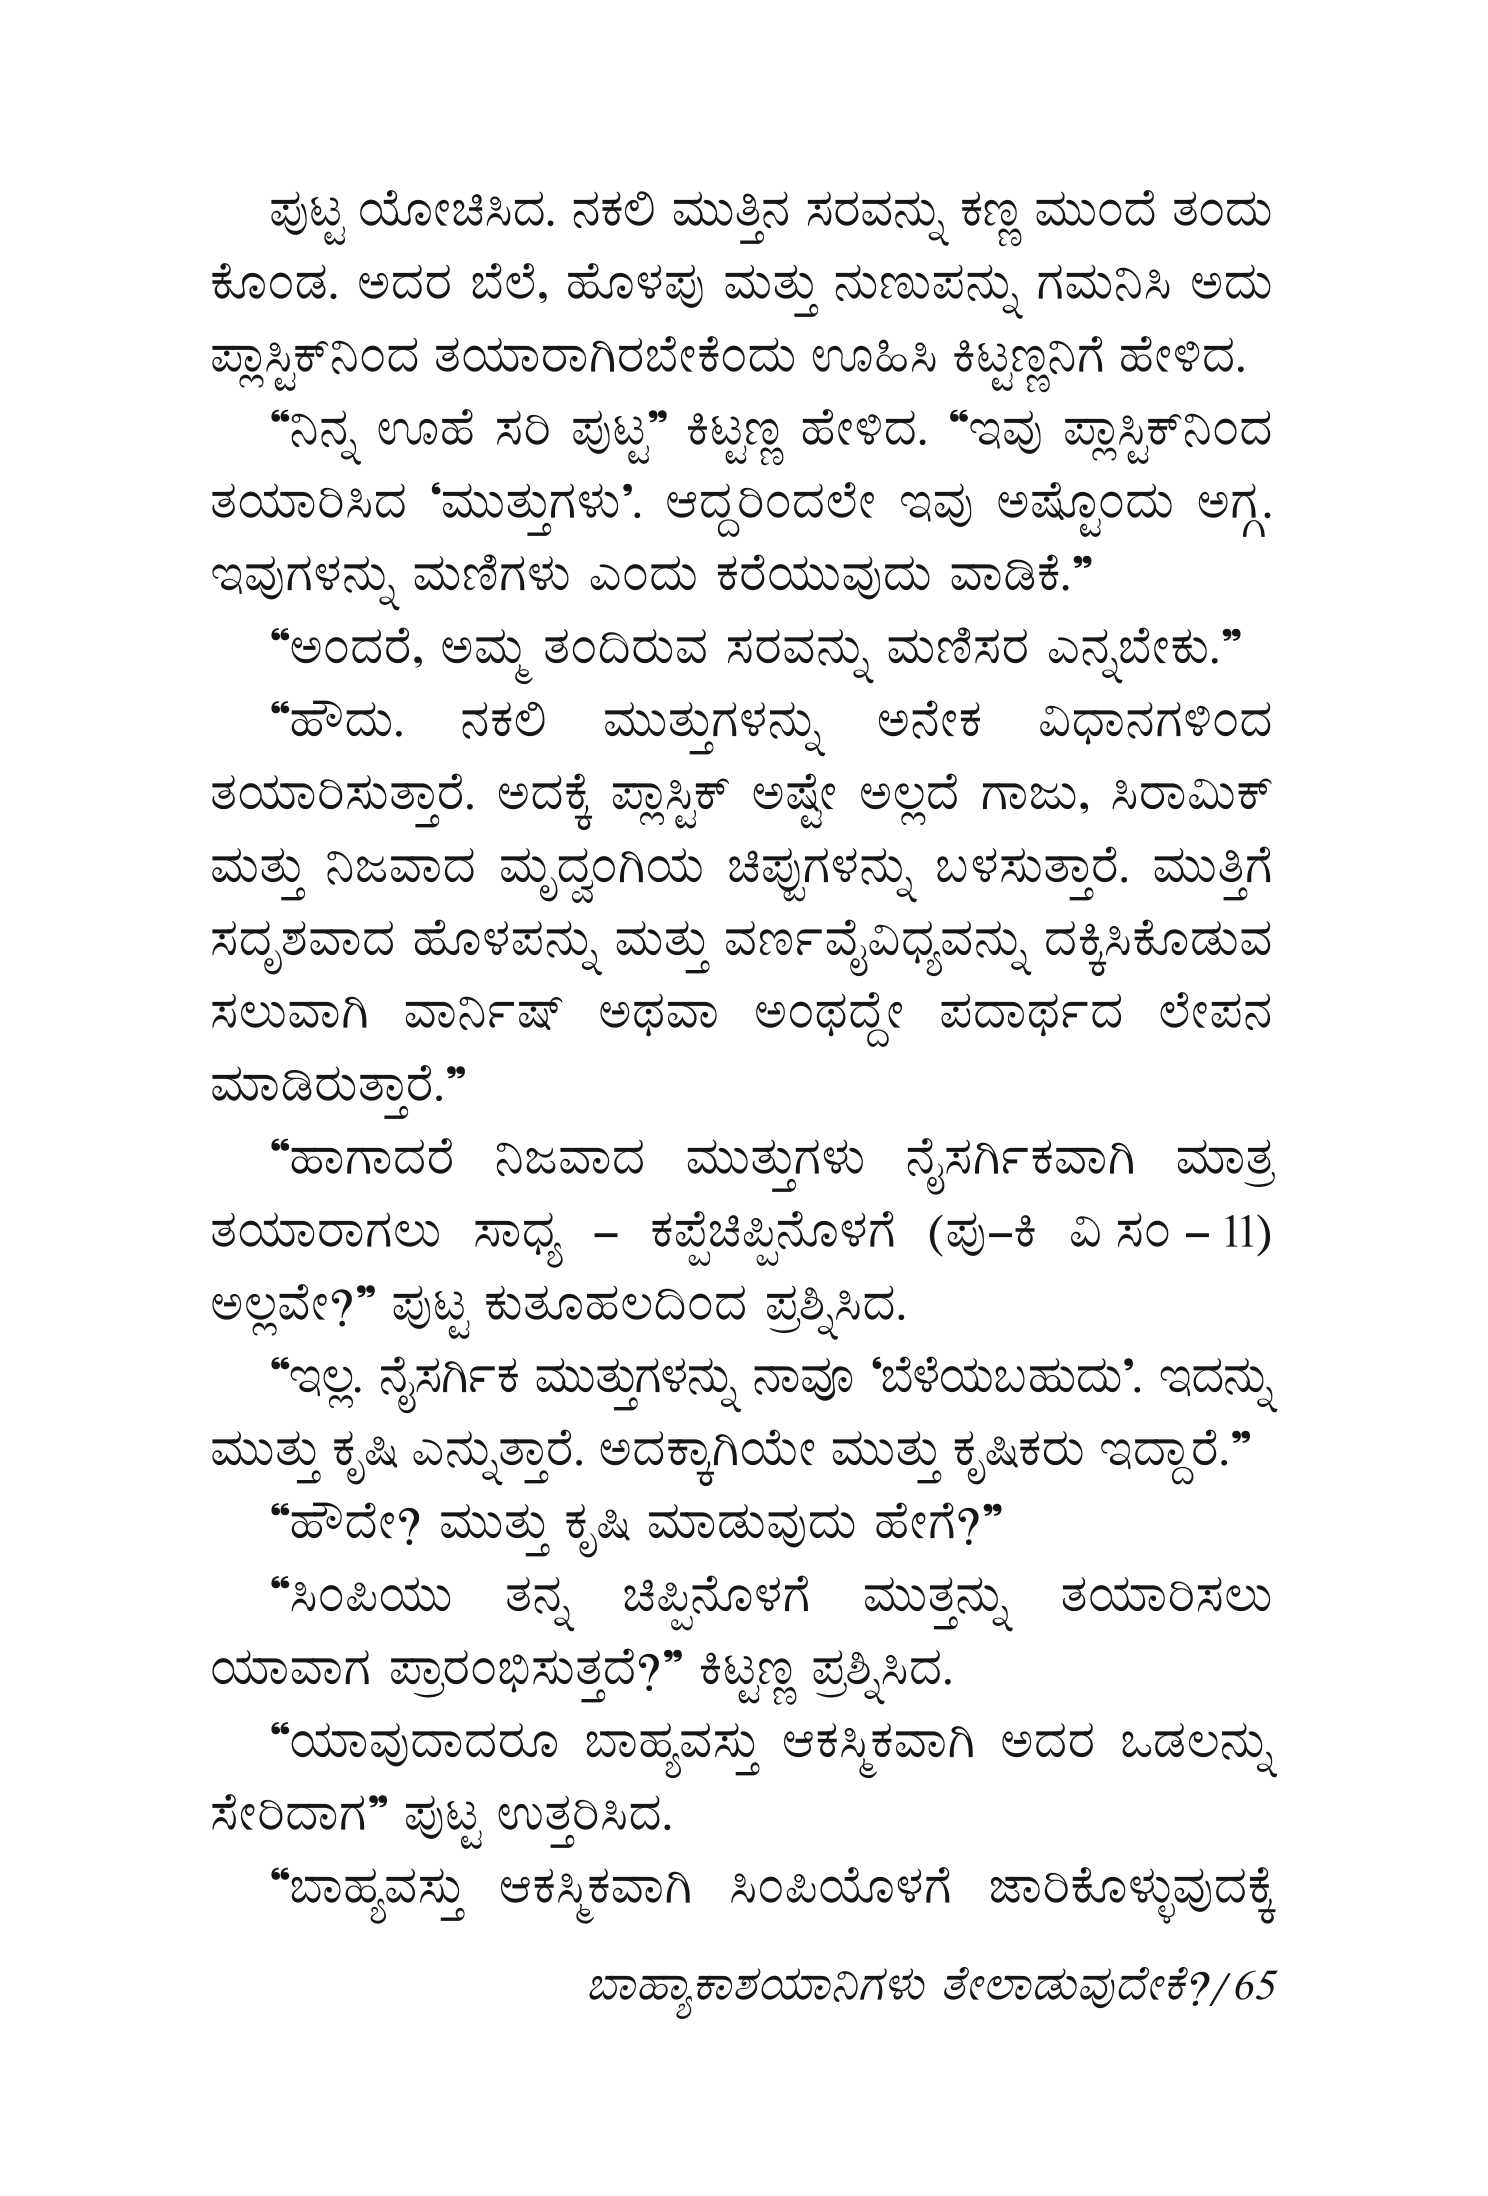 ಪುಟ್ಟ ಯೋಚಿಸಿದ. ನಕಲಿ ಮುತ್ತಿನ ಸರವನ್ನು ಕಣ್ಣ ಮುಂದೆ ತಂದು
ಕೊಂಡ. ಅದರ ಬೆಲೆ, ಹೊಳಪು ಮತ್ತು ನುಣುಪನ್ನು ಗಮನಿಸಿ ಅದು
ಪ್ಲಾಸ್ಟಿಕ್‌ನಿಂದ ತಯಾರಾಗಿರಬೇಕೆಂದು ಊಹಿಸಿ ಕಿಟ್ಟಣ್ಣನಿಗೆ ಹೇಳಿದ.
“ನಿನ್ನ ಊಹೆ ಸರಿ ಪುಟ್ಟ” ಕಿಟ್ಟಣ್ಣ ಹೇಳಿದ. “ಇವು ಪ್ಲಾಸ್ಟಿಕ್‌ನಿಂದ
ತಯಾರಿಸಿದ ‘ಮುತ್ತುಗಳು’. ಆದ್ದರಿಂದಲೇ ಇವು ಅಷ್ಟೊಂದು ಅಗ್ಗ.
ಇವುಗಳನ್ನು ಮಣಿಗಳು ಎಂದು ಕರೆಯುವುದು ವಾಡಿಕೆ.”
“ಅಂದರೆ, ಅಮ್ಮ ತಂದಿರುವ ಸರವನ್ನು ಮಣಿಸರ ಎನ್ನಬೇಕು.”
“ಹೌದು. ನಕಲಿ ಮುತ್ತುಗಳನ್ನು ಅನೇಕ ವಿಧಾನಗಳಿಂದ
ತಯಾರಿಸುತ್ತಾರೆ. ಅದಕ್ಕೆ ಪ್ಲಾಸ್ಟಿಕ್ ಅಷ್ಟೇ ಅಲ್ಲದೆ ಗಾಜು, ಸಿರಾಮಿಕ್
ಮತ್ತು ನಿಜವಾದ ಮೃದ್ವಂಗಿಯ ಚಿಪ್ಪುಗಳನ್ನು ಬಳಸುತ್ತಾರೆ. ಮುತ್ತಿಗೆ
ಸದೃಶವಾದ ಹೊಳಪನ್ನು ಮತ್ತು ವರ್ಣವೈವಿಧ್ಯವನ್ನು ದಕ್ಕಿಸಿಕೊಡುವ
ಸಲುವಾಗಿ ವಾರ್ನಿಷ್ ಅಥವಾ ಅಂಥದ್ದೇ ಪದಾರ್ಥದ ಲೇಪನ
ಮಾಡಿರುತ್ತಾರೆ.”
“ಹಾಗಾದರೆ ನಿಜವಾದ ಮುತ್ತುಗಳು ನೈಸರ್ಗಿಕವಾಗಿ ಮಾತ್ರ
ತಯಾರಾಗಲು ಸಾಧ್ಯ – ಕಪ್ಪೆಚಿಪ್ಪಿನೊಳಗೆ (ಪು–ಕಿ ವಿ ಸಂ – 11)
ಅಲ್ಲವೇ?” ಪುಟ್ಟ ಕುತೂಹಲದಿಂದ ಪ್ರಶ್ನಿಸಿದ.
“ಇಲ್ಲ. ನೈಸರ್ಗಿಕ ಮುತ್ತುಗಳನ್ನು ನಾವೂ ‘ಬೆಳೆಯಬಹುದು’. ಇದನ್ನು
ಮುತ್ತು ಕೃಷಿ ಎನ್ನುತ್ತಾರೆ. ಅದಕ್ಕಾಗಿಯೇ ಮುತ್ತು ಕೃಷಿಕರು ಇದ್ದಾರೆ.”
“ಹೌದೇ? ಮುತ್ತು ಕೃಷಿ ಮಾಡುವುದು ಹೇಗೆ?”
“ಸಿಂಪಿಯು ತನ್ನ ಚಿಪ್ಪಿನೊಳಗೆ ಮುತ್ತನ್ನು ತಯಾರಿಸಲು
ಯಾವಾಗ ಪ್ರಾರಂಭಿಸುತ್ತದೆ?” ಕಿಟ್ಟಣ್ಣ ಪ್ರಶ್ನಿಸಿದ.
“ಯಾವುದಾದರೂ ಬಾಹ್ಯವಸ್ತು ಆಕಸ್ಮಿಕವಾಗಿ ಅದರ ಒಡಲನ್ನು
ಸೇರಿದಾಗ” ಪುಟ್ಟ ಉತ್ತರಿಸಿದ.
“ಬಾಹ್ಯವಸ್ತು ಆಕಸ್ಮಿಕವಾಗಿ ಸಿಂಪಿಯೊಳಗೆ ಜಾರಿಕೊಳ್ಳುವುದಕ್ಕೆ
ಬಾಹ್ಯಾಕಾಶಯಾನಿಗಳು ತೇಲಾಡುವುದೇಕೆ?/65